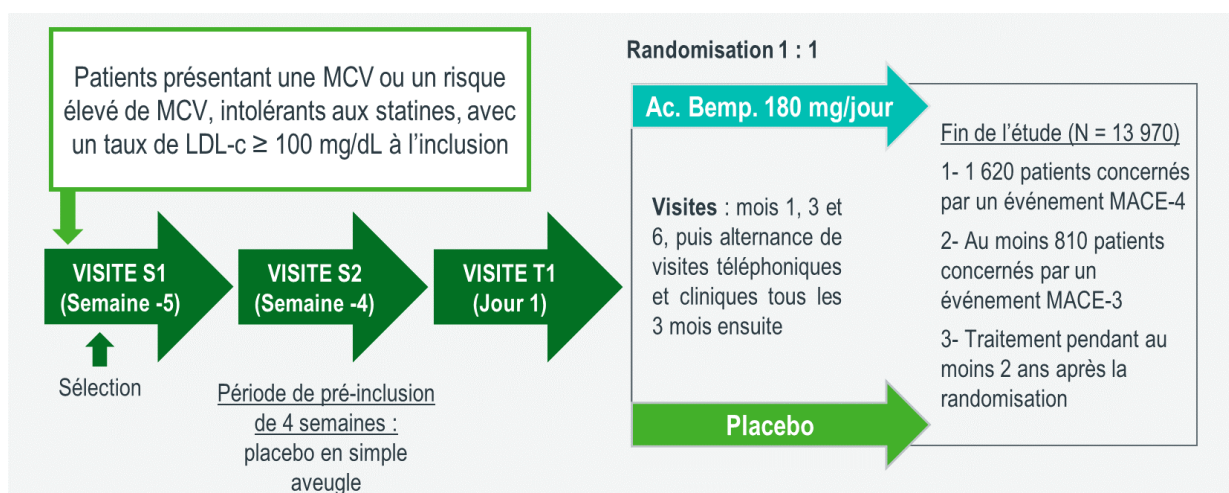 Patients présentant une MCV ou un risque
élevé de MCV, intolérants aux statines, avec
un taux de LDL-c ≥ 100 mg/dL à l’inclusion
VISITE S1
(Semaine -5)
Sélection
VISITE S2
(Semaine -4)
Période de pré-inclusion
de 4 semaines :
placebo en simple
aveugle
VISITE T1
(Jour 1)
Randomisation 1 : 1
Ac. Bemp. 180 mg/jour
Visites : mois 1, 3 et
6, puis alternance de
visites téléphoniques
et cliniques tous les
3 mois ensuite
Placebo
Fin de l’étude (N = 13 970)
1- 1 620 patients concernés
par un événement MACE-4
2- Au moins 810 patients
concernés par un
événement MACE-3
3- Traitement pendant au
moins 2 ans après la
randomisation